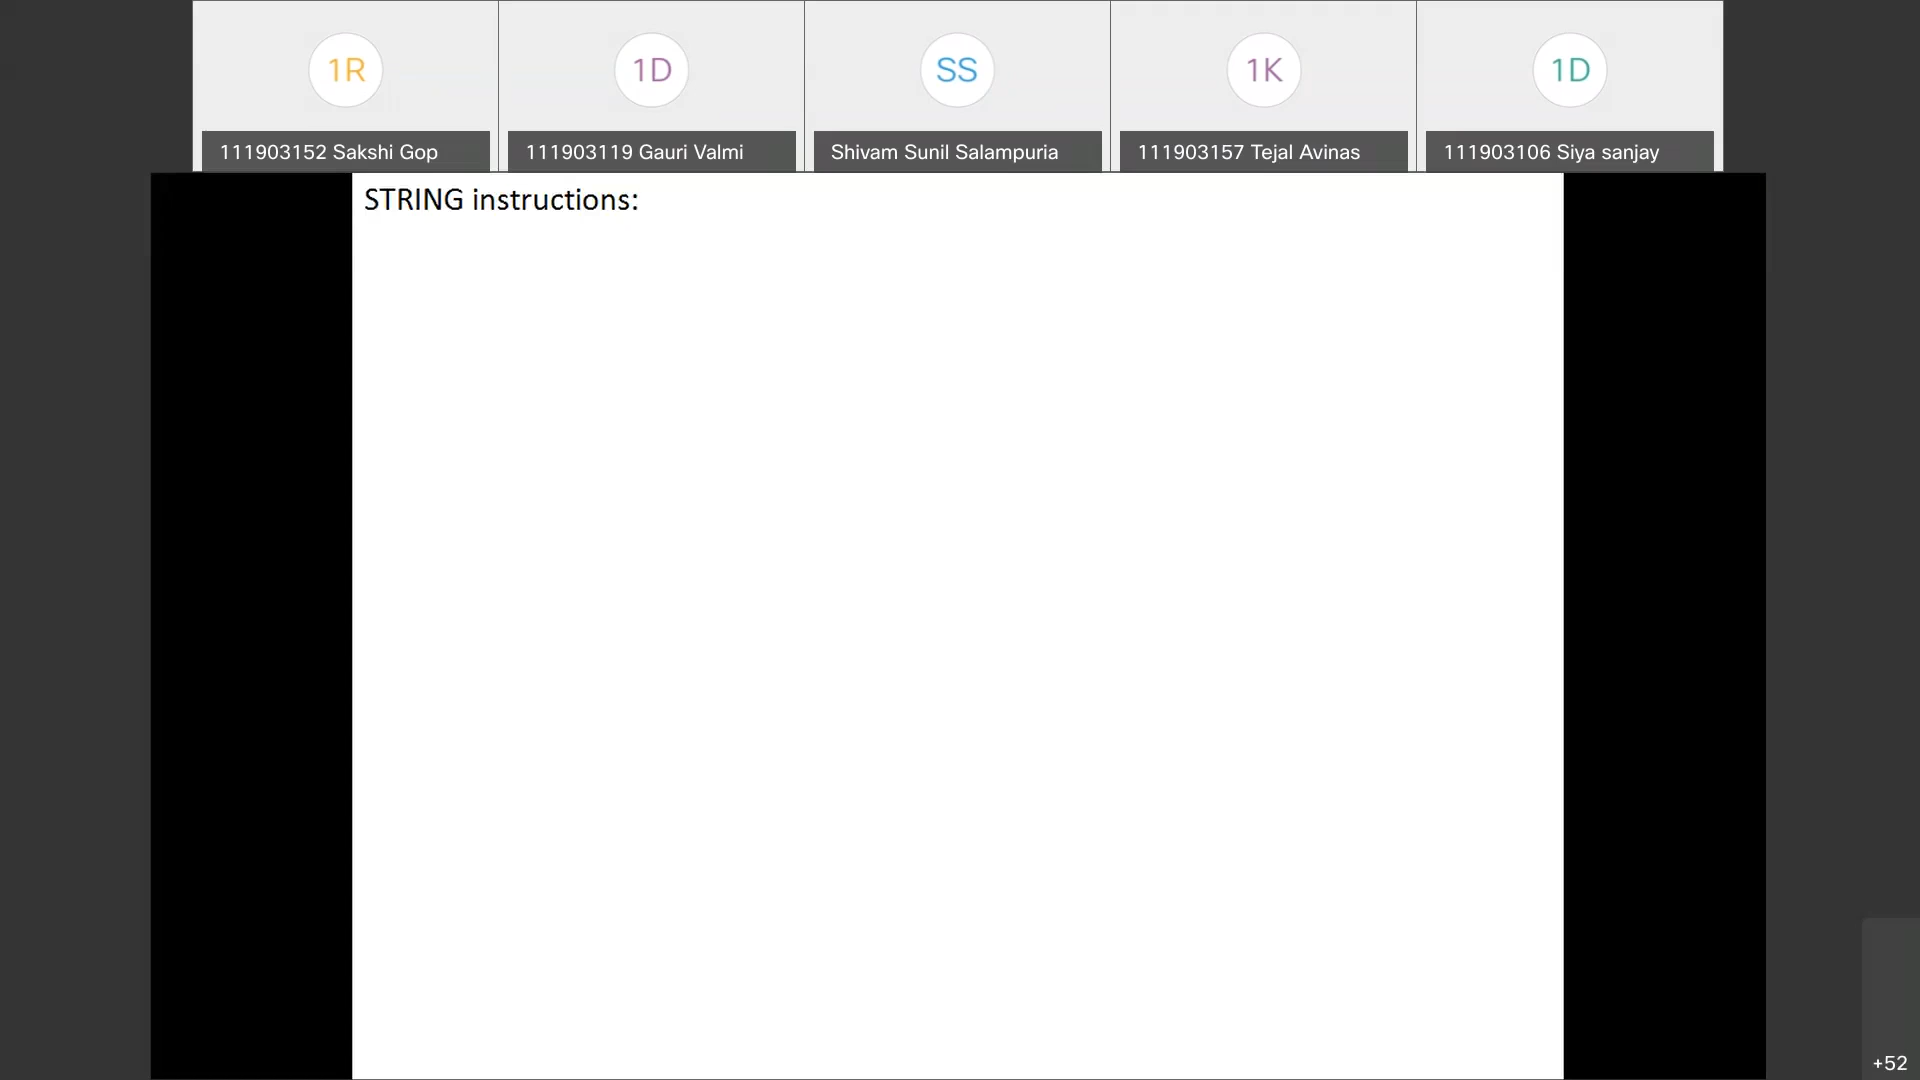 1R
1D
SS
1K
1D
111903152 Sakshi Gop
111903119 Gauri Valmi
Shivam Sunil Salampuria
111903157 Tejal Avinas
111903106 Siya sanjay
STRING instructions:
+52